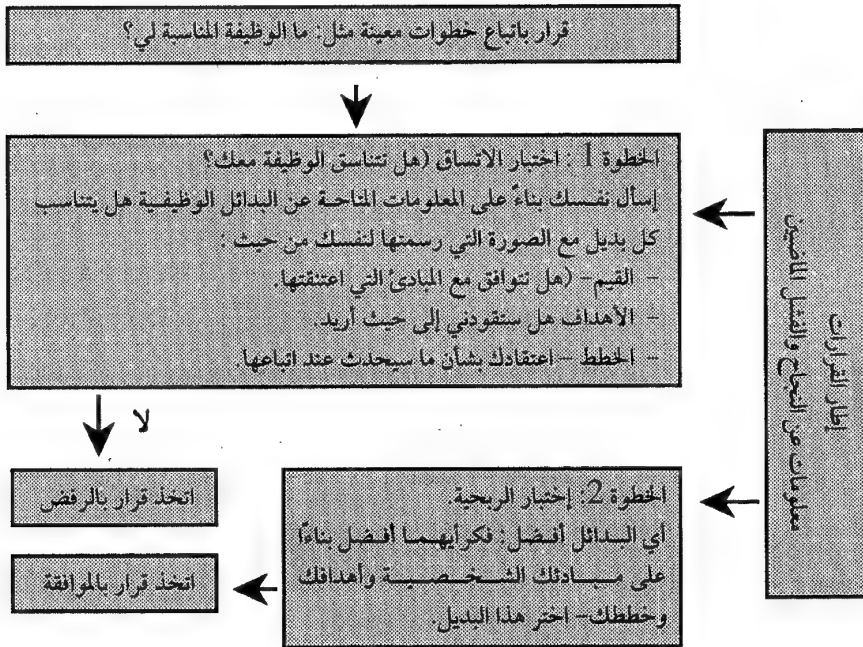 قرار باتباع خطوات معينة مثل: ما الوظيفة المناسبة لي؟
الخطوة 1 : اختبار الاتساق (هل تتناسق الوظيفة معك؟
إسأل نفسك بناءً على المعلومات المتاحة عن البدائل الوظيفية هل يتناسب
كل بديل مع الصورة التي رسمتها لنفسك من حيث :
- القيم- (هل تتوافق مع المبادئ التي اعتنقتها.
- الأهداف هل ستقودني إلى حيث أريد.
- الخطط - اعتقادك بشأن ما سيحدث عند اتباعها.
إطار القرارات
معلومات عن النجاح والفشل الماضيين
لا
اتخذ قرار بالرفض
الخطوة 2: إختبار الربحية.
أي البدائل أفضل: فكر أيهما أفضل بناءًا
على مبادئك الشخصية وأهدافك
وخططك- اختر هذا البديل.
اتخذ قرار بالموافقة